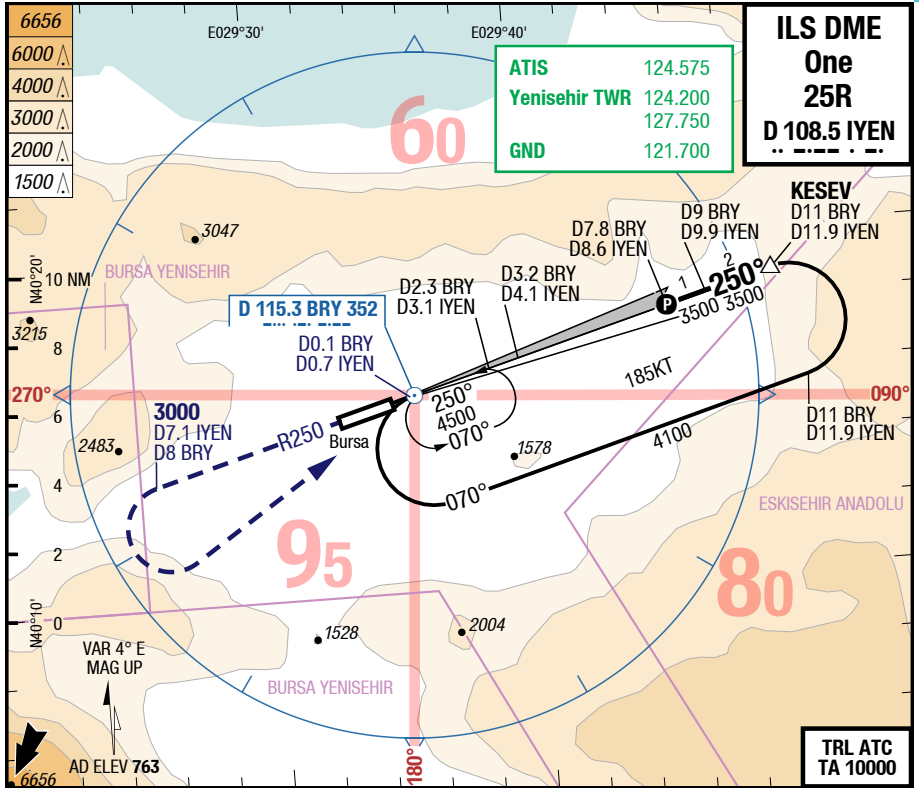 6656
6000
4000
3000
2000
1500
E029°30'
E029°40'
ATIS 124.575
Yenisehir TWR 124.200
127.750
GND 121.700
ILS DME
One
25R
D 108.5 IYEN
60
KESEV
D11 BRY
D11.9 IYEN
D9 BRY
D9.9 IYEN
D7.8 BRY
D8.6 IYEN
3047
BURSA YENISEHIR
N40°20'
10 NM
D2.3 BRY
D3.1 IYEN
D3.2 BRY
D4.1 IYEN
1
2
250°
P
3500 3500
D 115.3 BRY 352
D0.1 BRY
D0.7 IYEN
3215
8
185KT
270°
090°
250°
4500
070°
6
3000
D7.1 IYEN
D8 BRY
R250
Bursa
D11 BRY
D11.9 IYEN
4100
2483
1578
4
070°
ESKISEHIR ANADOLU
95
80
2
N40°10'
0
1528
2004
VAR 4° E
MAG UP
BURSA YENISEHIR
AD ELEV 763
180°
6656
TRL ATC
TA 10000